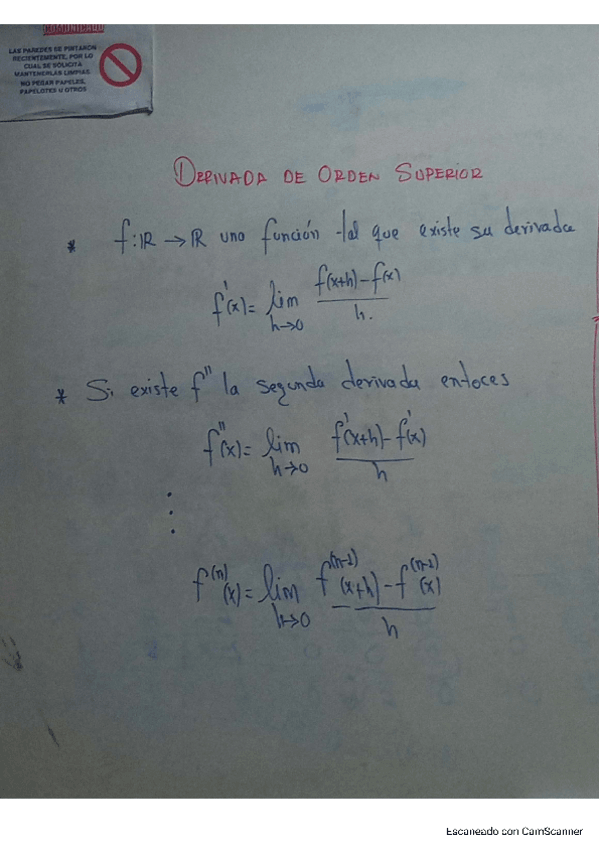 COMUNICADO
LAS PAREDES SE PINTARON
RECIENTEMENTE, POR LO
CUAL SE SOLICITA
MANTENERLAS LIMPIAS.
NO PEGAR PAPELES,
PAPELOTES U OTROS
DERIVADA DE ORDEN SUPERIOR
* f: ℝ → ℝ una función tal que existe su derivada
f'(x) = lim h→0 f(x+h) - f(x) / h.
* Si existe f'' la segunda derivada entoces
f''(x) = lim h→0 f'(x+h) - f'(x) / h
⋮
f⁽ⁿ⁾(x) = lim h→0 f⁽ⁿ⁻¹⁾(x+h) - f⁽ⁿ⁻¹⁾(x) / h
Escaneado con CamScanner